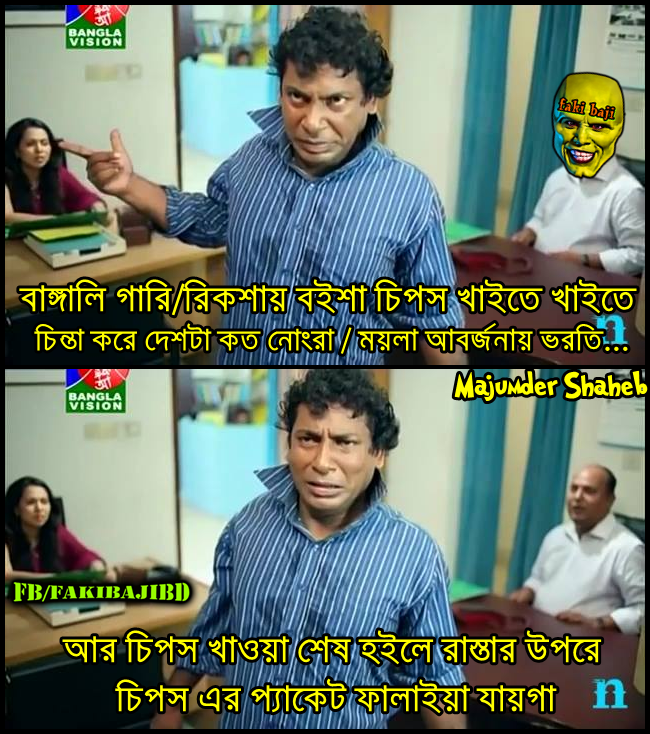 BANGLA
VISION
faki baji
বাঙ্গালি গারি/রিকশায় বইশা চিপস খাইতে খাইতে
চিন্তা করে দেশটা কত নোংরা / ময়লা আবর্জনায় ভরতি...
n
BANGLA
VISION
Majumder Shaheb
FB/FAKIBAJIBD
আর চিপস খাওয়া শেষ হইলে রাস্তার উপরে
চিপস এর প্যাকেট ফালাইয়া যায়গা
n